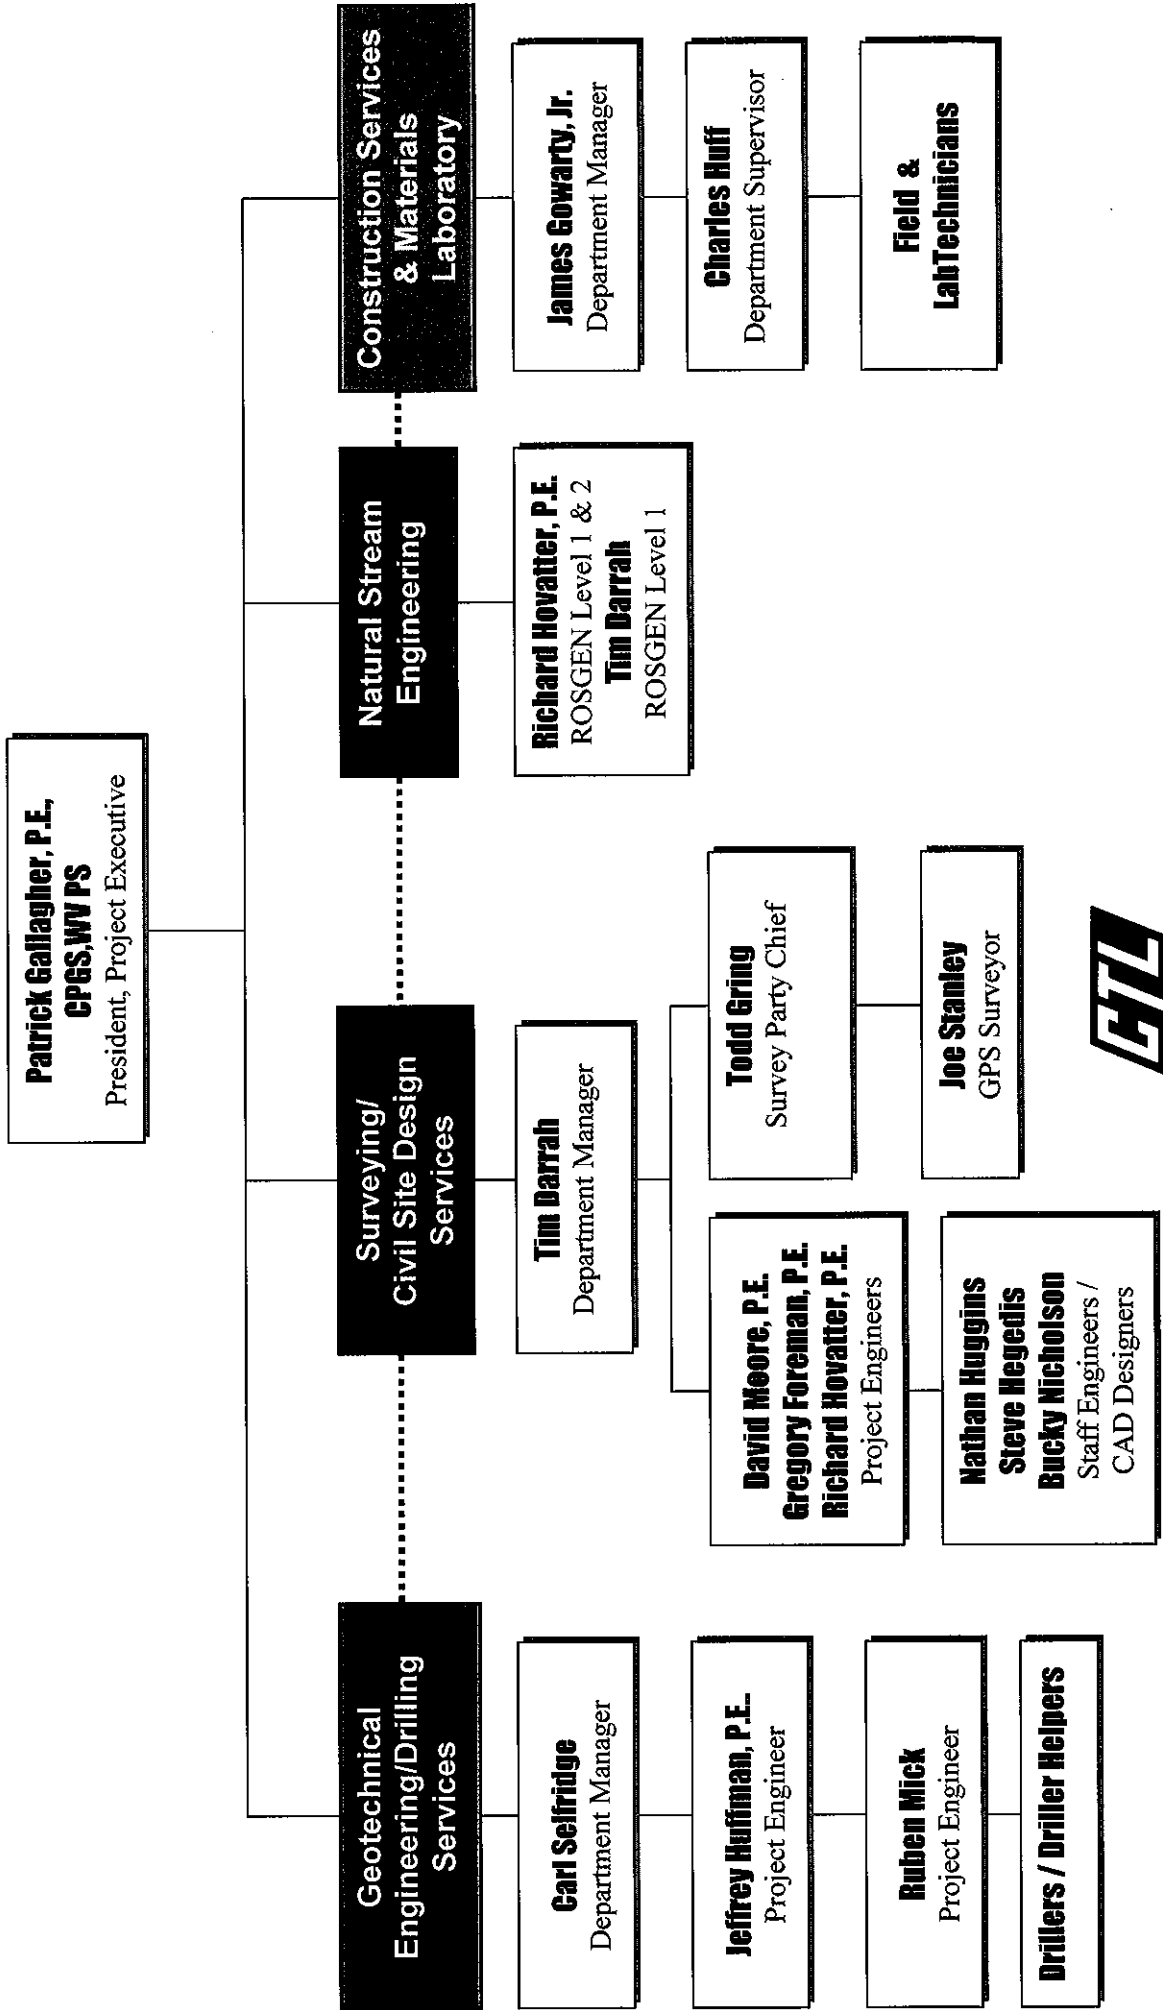 Patrick Gallagher, P.E.,
CPGS,WV PS
President, Project Executive
Geotechnical
Engineering/Drilling
Services
Carl Selfridge
Department Manager
Jeffrey Huffman, P.E..
Project Engineer
Ruben Mick
Project Engineer
Drillers / Driller Helpers
Surveying/
Civil Site Design
Services
Tim Darrah
Department Manager
David Moore, P.E.
Gregory Foreman, P.E.
Richard Hovatter, P.E.
Project Engineers
Nathan Huggins
Steve Hegedis
Bucky Nicholson
Staff Engineers /
CAD Designers
Todd Gring
Survey Party Chief
Joe Stanley
GPS Surveyor
Natural Stream
Engineering
Richard Hovatter, P.E.
ROSGEN Level 1 & 2
Tim Darrah
ROSGEN Level 1
Construction Services
& Materials
Laboratory
James Gowarty, Jr.
Department Manager
Charles Huff
Department Supervisor
Field &
LabTechnicians
CTL